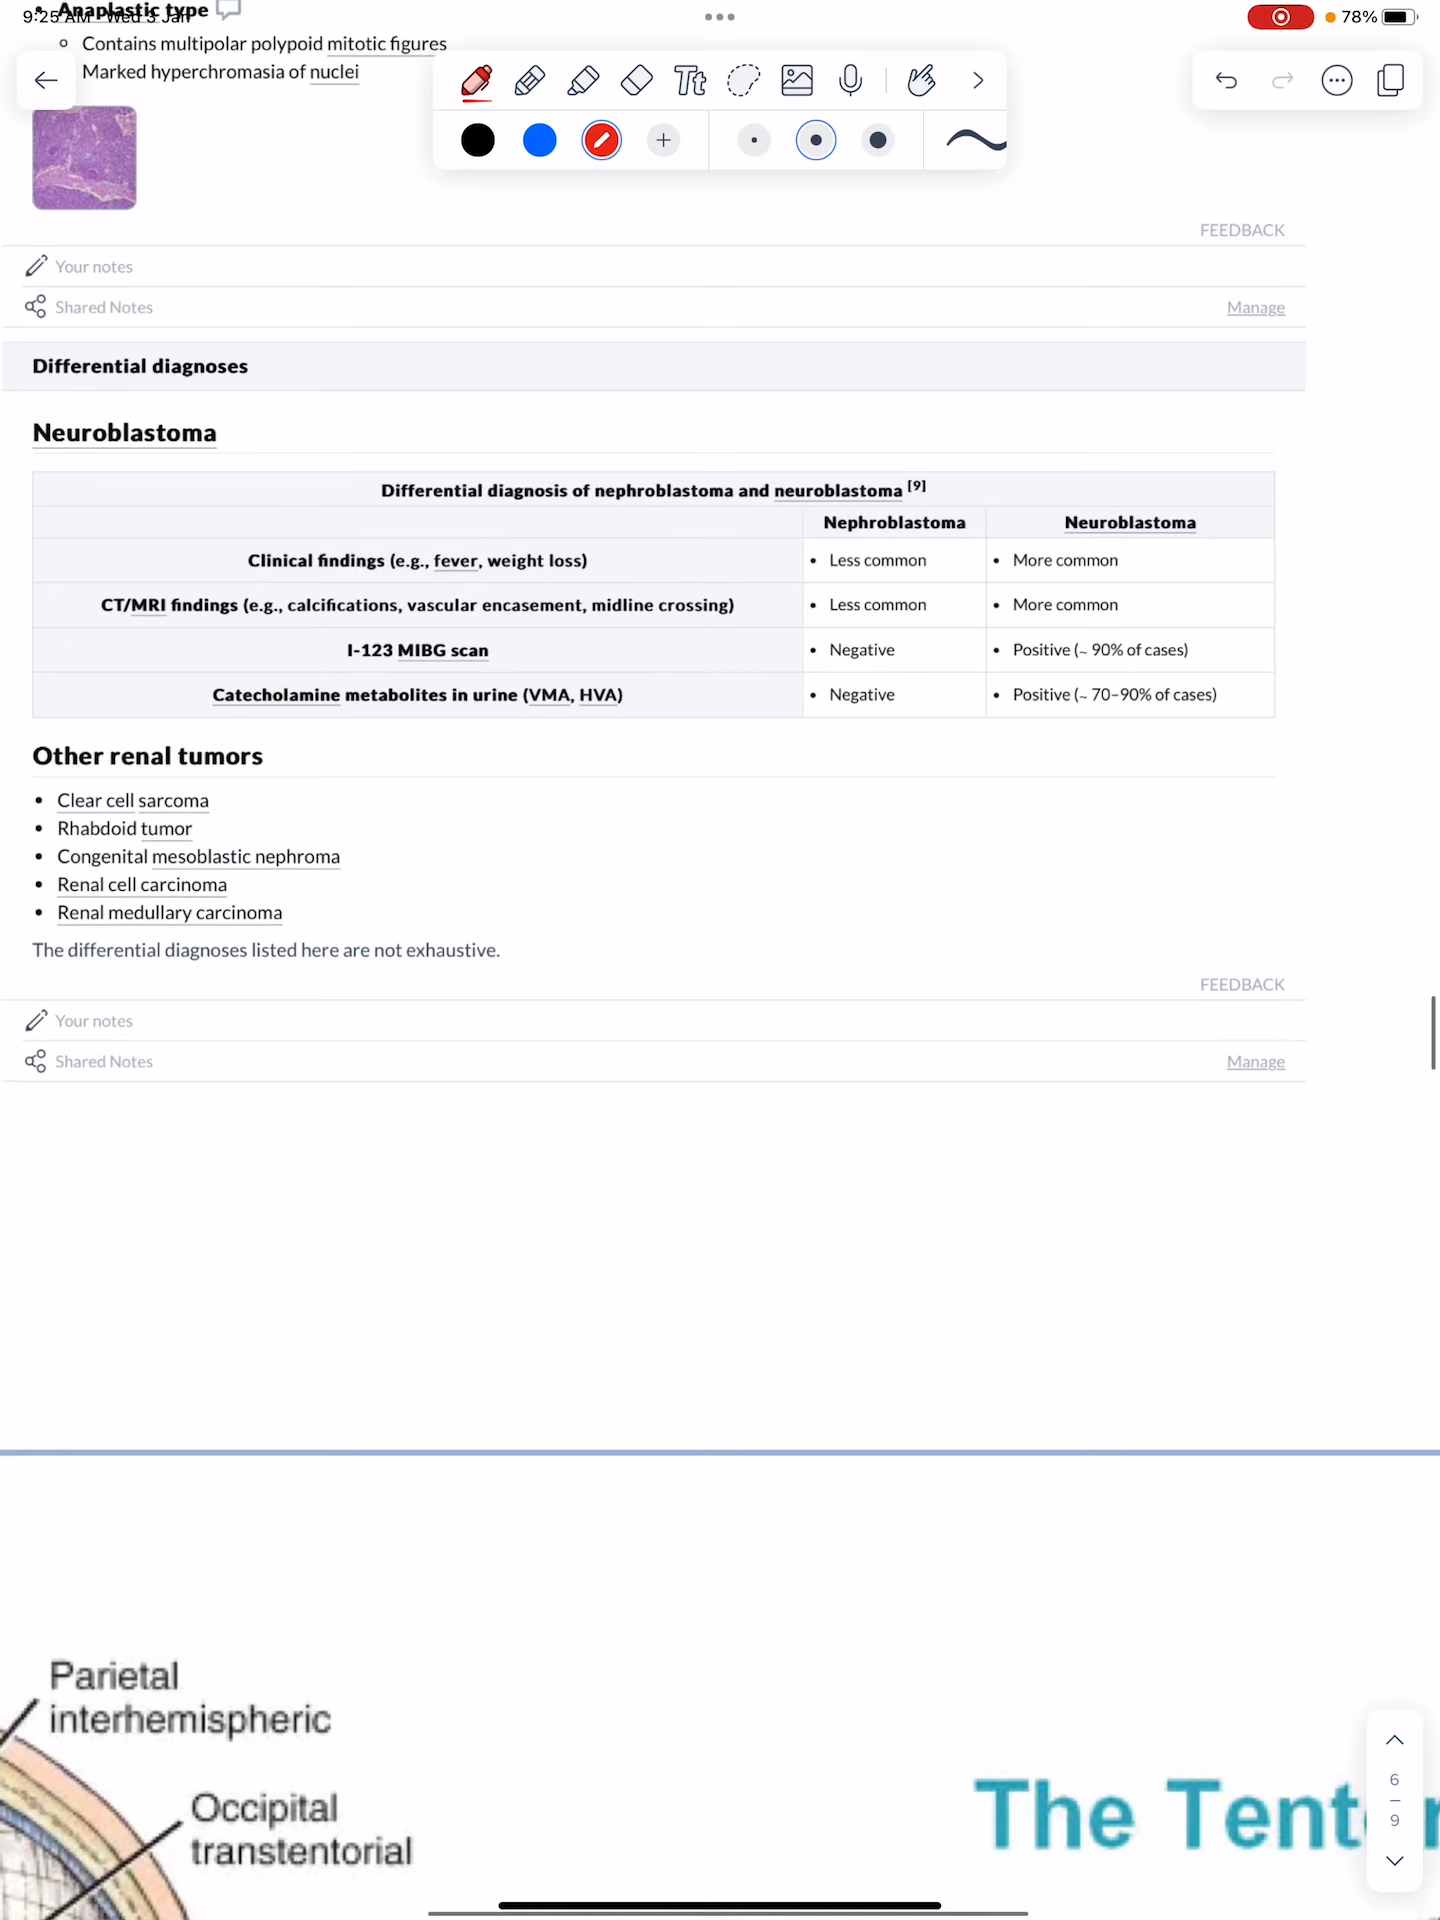 9:25 AM Wed 3 Jan
78%
Anaplastic type
Contains multipolar polypoid mitotic figures
Marked hyperchromasia of nuclei
Tt
FEEDBACK
Your notes
Shared Notes
Manage
Differential diagnoses
Neuroblastoma
Differential diagnosis of nephroblastoma and neuroblastoma [9]
Nephroblastoma
Neuroblastoma
Clinical findings (e.g., fever, weight loss)
• Less common
• More common
CT/MRI findings (e.g., calcifications, vascular encasement, midline crossing)
• Less common
• More common
I-123 MIBG scan
• Negative
• Positive (~ 90% of cases)
Catecholamine metabolites in urine (VMA, HVA)
• Negative
• Positive (~ 70–90% of cases)
Other renal tumors
• Clear cell sarcoma
• Rhabdoid tumor
• Congenital mesoblastic nephroma
• Renal cell carcinoma
• Renal medullary carcinoma
The differential diagnoses listed here are not exhaustive.
FEEDBACK
Your notes
Shared Notes
Manage
Parietal
interhemispheric
Occipital
transtentorial
The
6
9